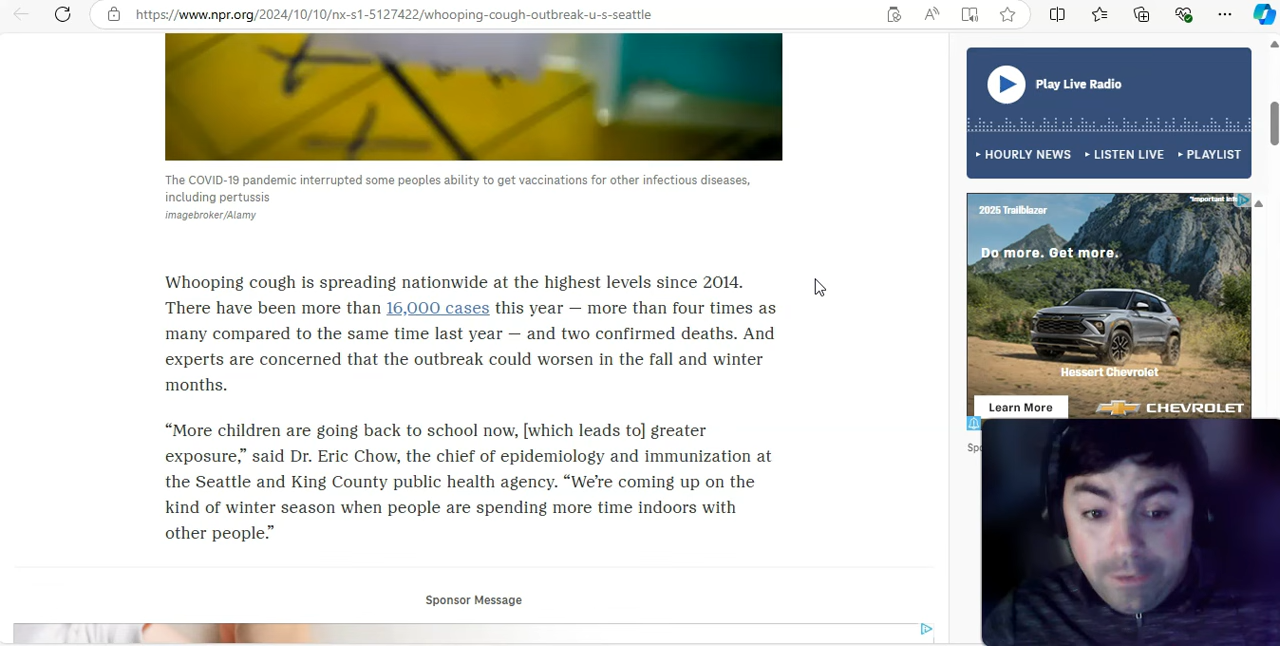 https://www.npr.org/2024/10/10/nx-s1-5127422/whooping-cough-outbreak-u-s-seattle
The COVID-19 pandemic interrupted some peoples ability to get vaccinations for other infectious diseases,
including pertussis
imagebroker/Alamy
Whooping cough is spreading nationwide at the highest levels since 2014.
There have been more than 16,000 cases this year — more than four times as
many compared to the same time last year — and two confirmed deaths. And
experts are concerned that the outbreak could worsen in the fall and winter
months.
“More children are going back to school now, [which leads to] greater
exposure,” said Dr. Eric Chow, the chief of epidemiology and immunization at
the Seattle and King County public health agency. “We’re coming up on the
kind of winter season when people are spending more time indoors with
other people.”
Sponsor Message
Play Live Radio
HOURLY NEWS LISTEN LIVE PLAYLIST
2025 Trailblazer
*Important Info
Do more. Get more.
Hessert Chevrolet
Learn More
CHEVROLET